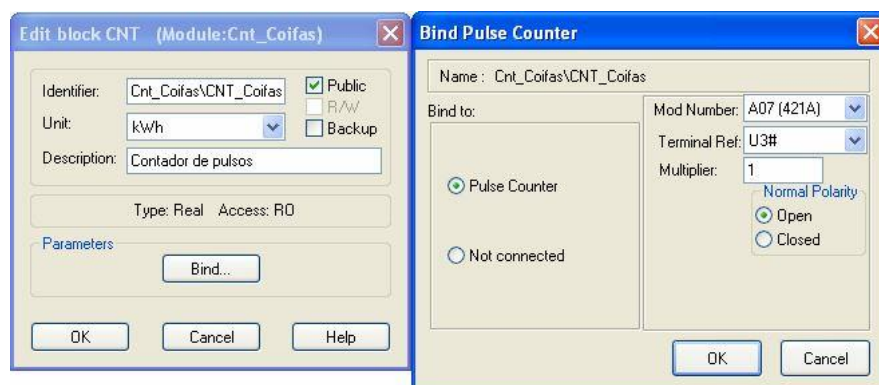 Edit block CNT (Module:Cnt_Coifas)
Identifier: Cnt_Coifas\CNT_Coifas
Public
R/W
Unit: kWh
Backup
Description: Contador de pulsos
Type: Real Access: RO
Parameters
Bind...
OK Cancel Help
Bind Pulse Counter
Name : Cnt_Coifas\CNT_Coifas
Bind to:
Pulse Counter
Not connected
Mod Number: A07 (421A)
Terminal Ref: U3#
Multiplier: 1
Normal Polarity
Open
Closed
OK Cancel